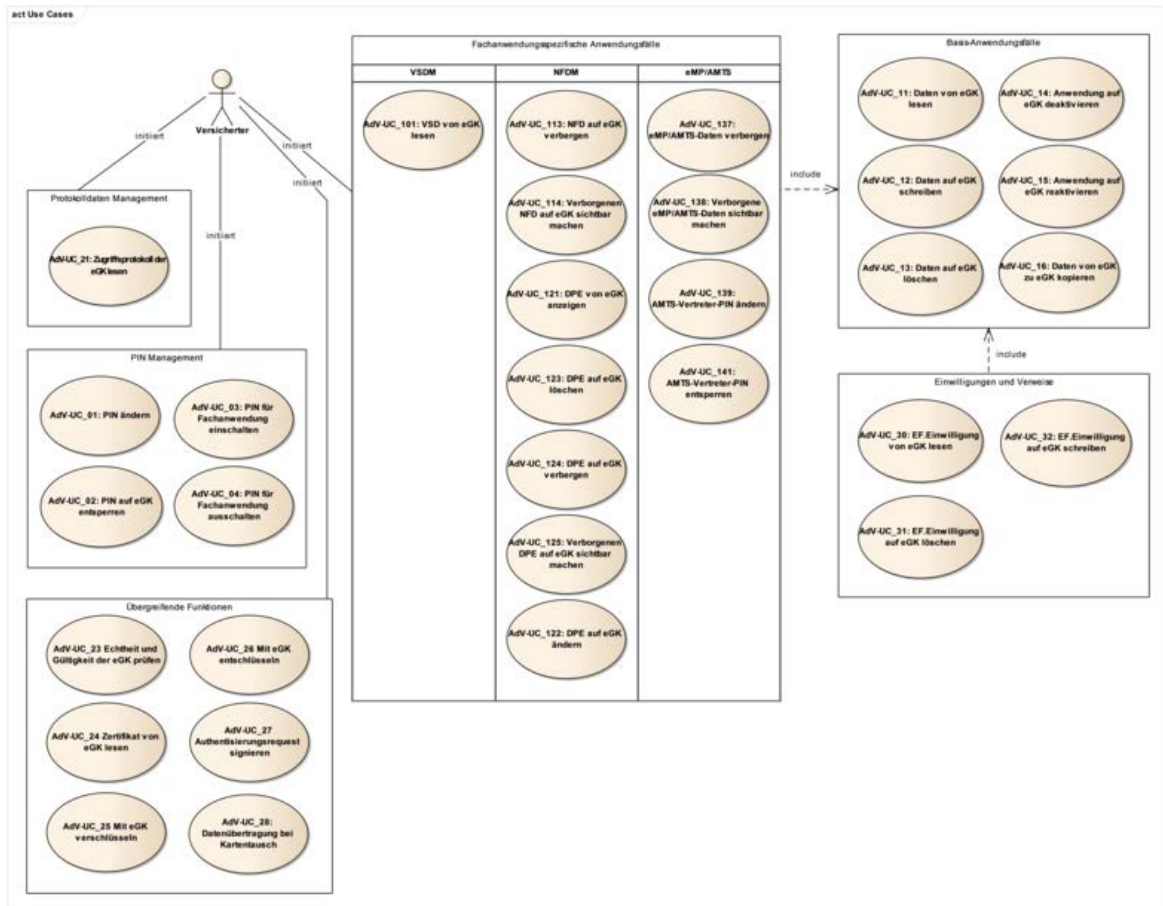 act Use Cases
Versicherter
initiiert
initiiert
initiiert
initiiert
Protokolldaten Management
AdV-UC_21: Zugriffsprotokoll der
eGK lesen
PIN Management
AdV-UC_01: PIN ändern
AdV-UC_03: PIN für
Fachanwendung
einschalten
AdV-UC_02: PIN auf eGK
entsperren
AdV-UC_04: PIN für
Fachanwendung
ausschalten
Übergreifende Funktionen
AdV-UC_23 Echtheit und
Gültigkeit der eGK prüfen
AdV-UC_26 Mit eGK
entschlüsseln
AdV-UC_24 Zertifikat von
eGK lesen
AdV-UC_27
Authentisierungsrequest
signieren
AdV-UC_25 Mit eGK
verschlüsseln
AdV-UC_28:
Datenübertragung bei
Kartentausch
Fachanwendungsspezifische Anwendungsfälle
VSDM
NFDM
eMP/AMTS
AdV-UC_101: VSD von eGK
lesen
AdV-UC_113: NFD auf eGK
verbergen
AdV-UC_114: Verborgenen
NFD auf eGK sichtbar
machen
AdV-UC_121: DPE von eGK
anzeigen
AdV-UC_123: DPE auf eGK
löschen
AdV-UC_124: DPE auf eGK
verbergen
AdV-UC_125: Verborgenen
DPE auf eGK sichtbar
machen
AdV-UC_122: DPE auf eGK
ändern
AdV-UC_137:
eMP/AMTS-Daten verbergen
AdV-UC_138: Verborgene
eMP/AMTS-Daten sichtbar
machen
AdV-UC_139:
AMTS-Vertreter-PIN ändern
AdV-UC_141:
AMTS-Vertreter-PIN
entsperren
include
Basis-Anwendungsfälle
AdV-UC_11: Daten von eGK
lesen
AdV-UC_14: Anwendung auf
eGK deaktivieren
AdV-UC_12: Daten auf eGK
schreiben
AdV-UC_15: Anwendung auf
eGK reaktivieren
AdV-UC_13: Daten auf eGK
löschen
AdV-UC_16: Daten von eGK
zu eGK kopieren
include
Einwilligungen und Verweise
AdV-UC_30: EF.Einwilligung
von eGK lesen
AdV-UC_32: EF.Einwilligung
auf eGK schreiben
AdV-UC_31: EF.Einwilligung
auf eGK löschen